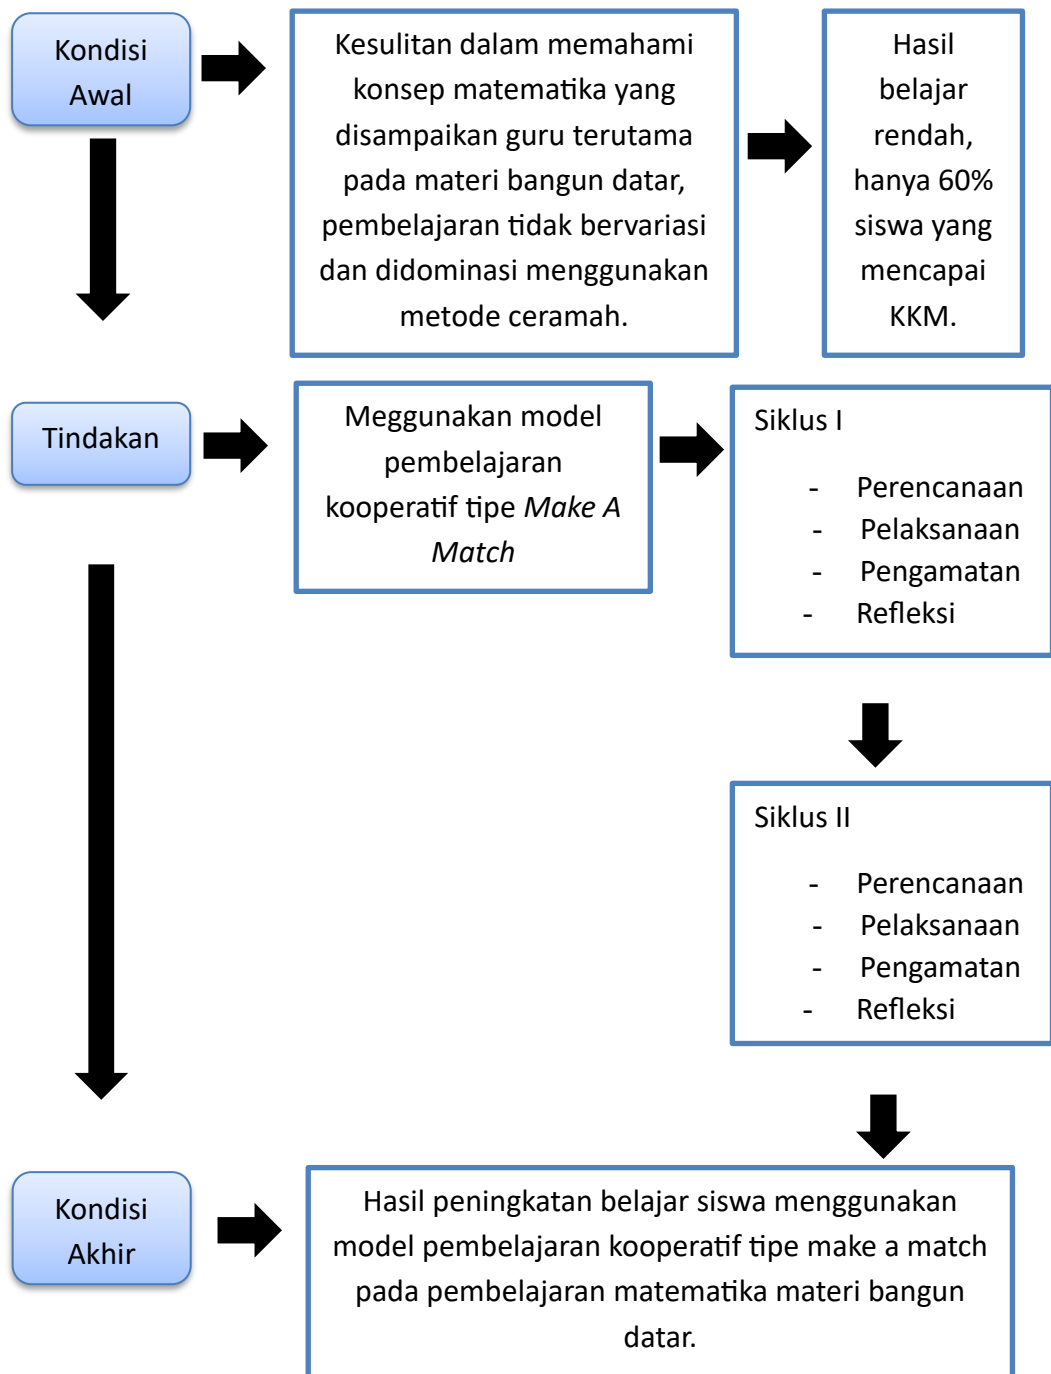 Kondisi
Awal
Kesulitan dalam memahami
konsep matematika yang
disampaikan guru terutama
pada materi bangun datar,
pembelajaran tidak bervariasi
dan didominasi menggunakan
metode ceramah.
Hasil
belajar
rendah,
hanya 60%
siswa yang
mencapai
KKM.
Tindakan
Meggunakan model
pembelajaran
kooperatif tipe Make A
Match
Siklus I
- Perencanaan
- Pelaksanaan
- Pengamatan
- Refleksi
Siklus II
- Perencanaan
- Pelaksanaan
- Pengamatan
- Refleksi
Kondisi
Akhir
Hasil peningkatan belajar siswa menggunakan
model pembelajaran kooperatif tipe make a match
pada pembelajaran matematika materi bangun
datar.